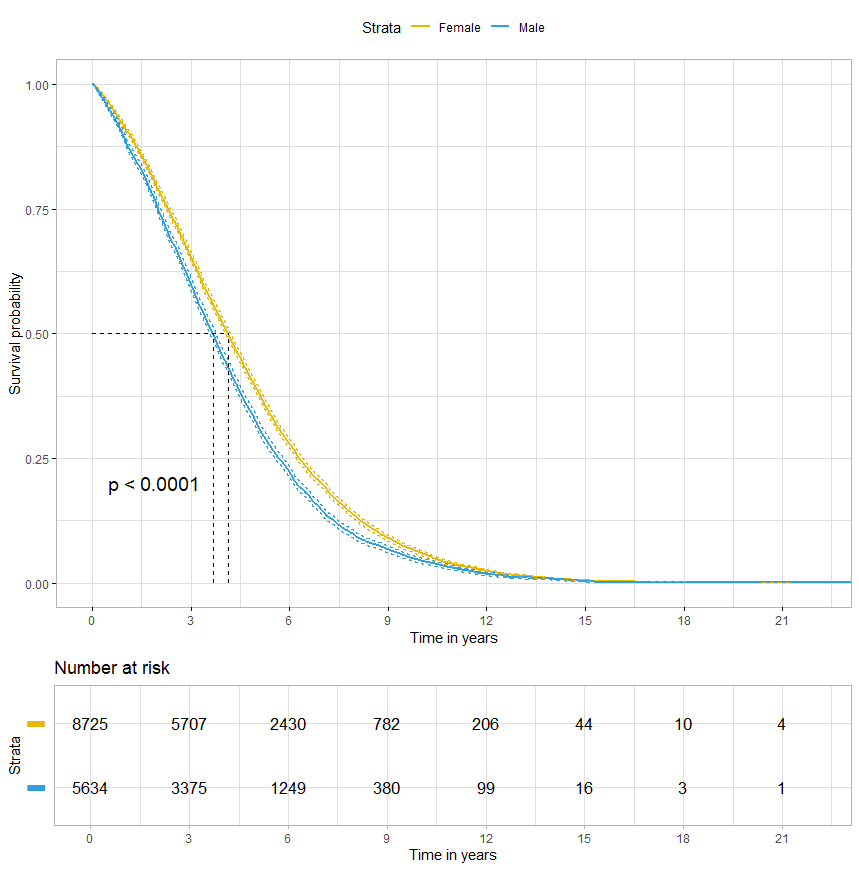 Strata Female Male
1.00
0.75
0.50
0.25
0.00
Survival probability
p < 0.0001
0 3 6 9 12 15 18 21
Time in years
Number at risk
Strata
8725 5707 2430 782 206 44 10 4
5634 3375 1249 380 99 16 3 1
0 3 6 9 12 15 18 21
Time in years